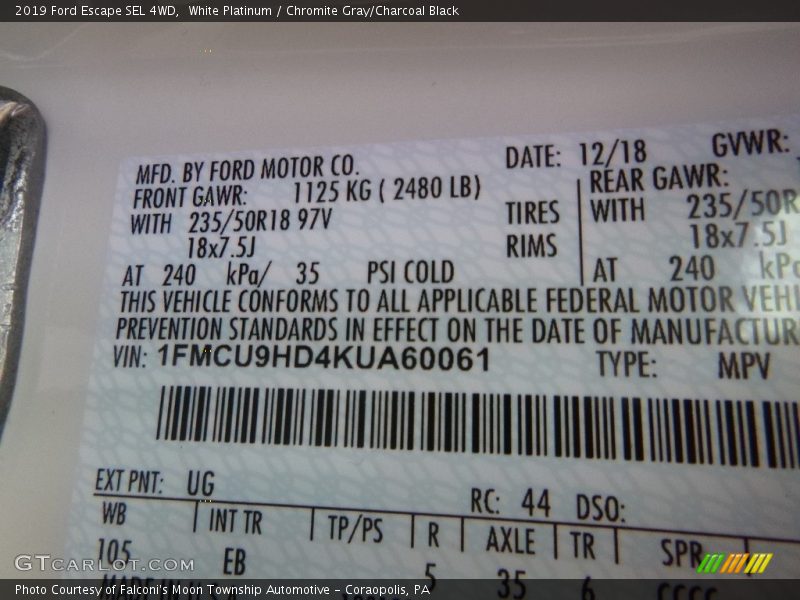 2019 Ford Escape SEL 4WD,  White Platinum / Chromite Gray/Charcoal Black
MFD. BY FORD MOTOR CO. DATE: 12/18 GVWR:
FRONT GAWR: 1125 KG ( 2480 LB) REAR GAWR:
WITH 235/50R18 97V TIRES WITH 235/50R
18x7.5J RIMS 18x7.5J
AT 240 kPa/ 35 PSI COLD AT 240 kPa
THIS VEHICLE CONFORMS TO ALL APPLICABLE FEDERAL MOTOR VEHI
PREVENTION STANDARDS IN EFFECT ON THE DATE OF MANUFACTUR
VIN: 1FMCU9HD4KUA60061 TYPE: MPV
EXT PNT: UG RC: 44 DSO:
WB INT TR TP/PS R AXLE TR SPR
105 EB 5 35 6
GTCARLOT.COM
Photo Courtesy of Falconi's Moon Township Automotive – Coraopolis, PA